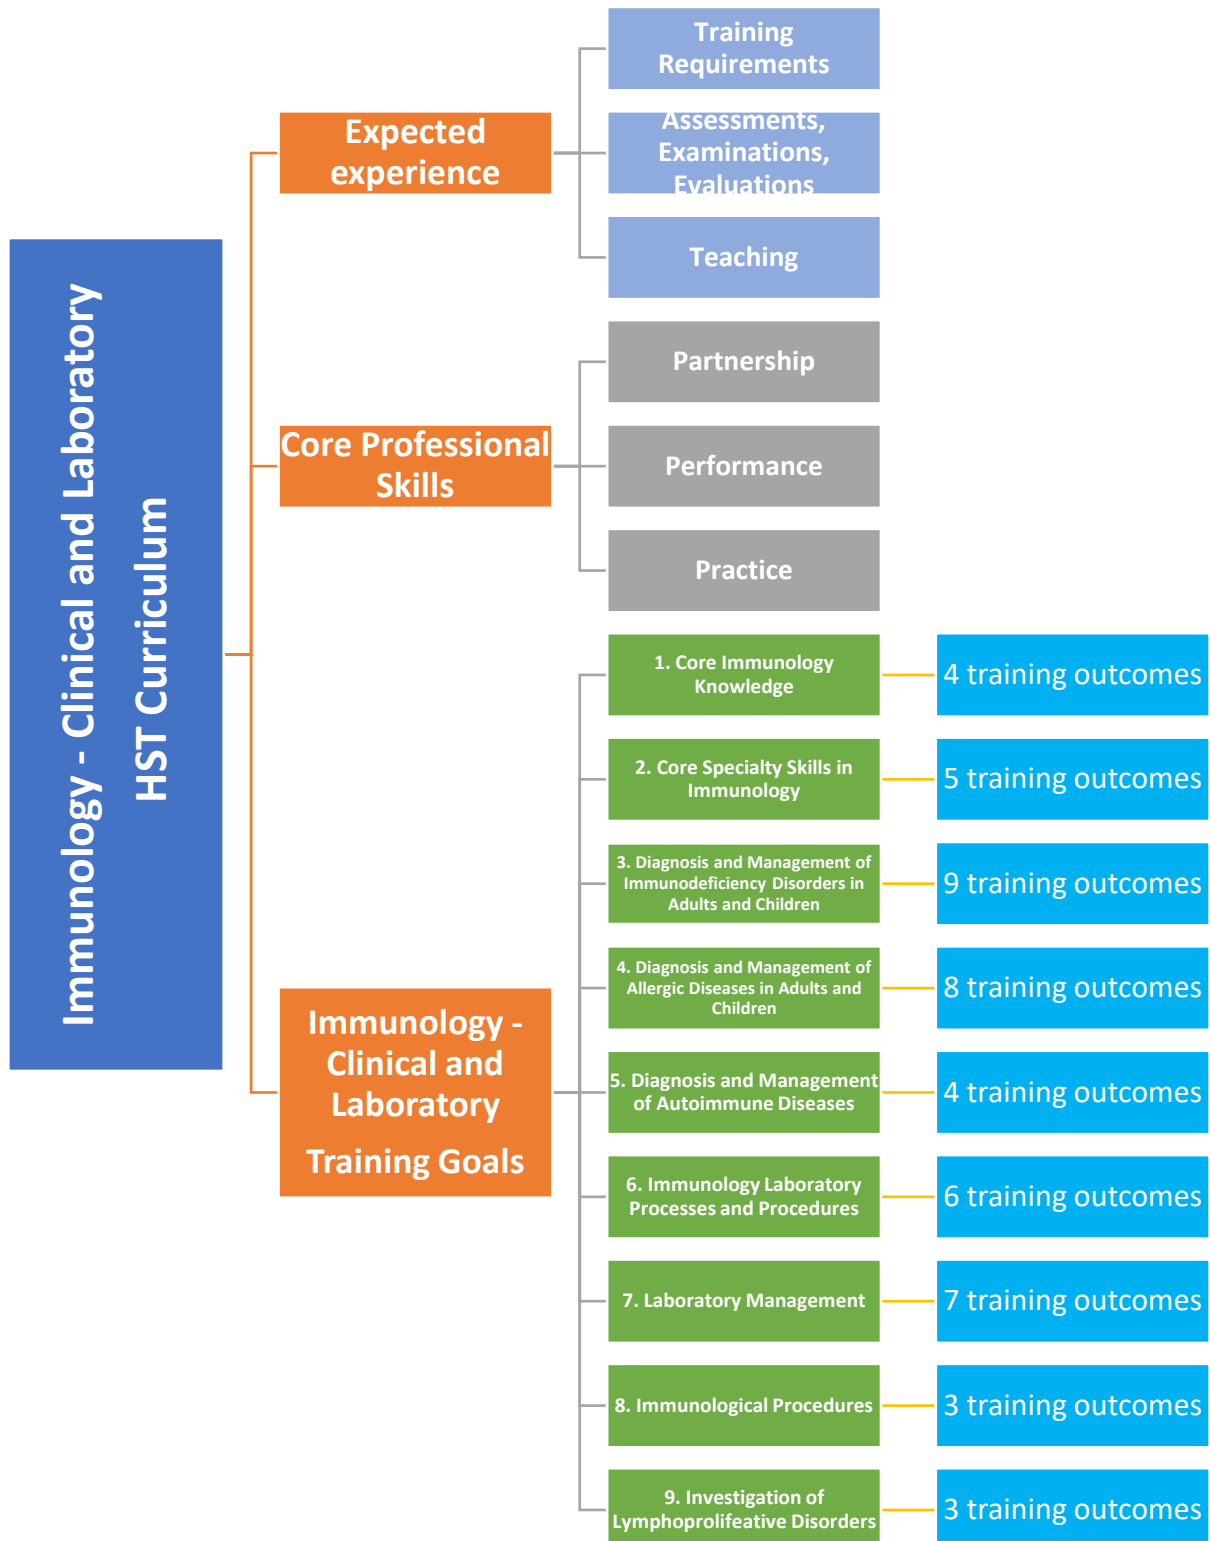 Immunology - Clinical and Laboratory
HST Curriculum
Expected
experience
Training
Requirements
Assessments,
Examinations,
Evaluations
Teaching
Core Professional
Skills
Partnership
Performance
Practice
Immunology -
Clinical and
Laboratory
Training Goals
1. Core Immunology
Knowledge
4 training outcomes
2. Core Specialty Skills in
Immunology
5 training outcomes
3. Diagnosis and Management of
Immunodeficiency Disorders in
Adults and Children
9 training outcomes
4. Diagnosis and Management of
Allergic Diseases in Adults and
Children
8 training outcomes
5. Diagnosis and Management
of Autoimmune Diseases
4 training outcomes
6. Immunology Laboratory
Processes and Procedures
6 training outcomes
7. Laboratory Management
7 training outcomes
8. Immunological Procedures
3 training outcomes
9. Investigation of
Lymphoprolifeative Disorders
3 training outcomes